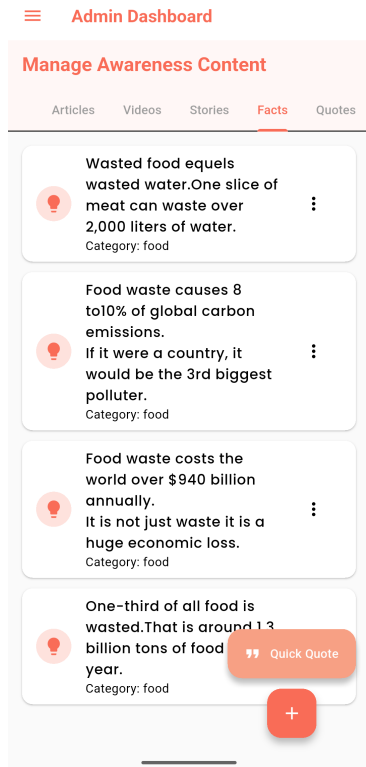 Admin Dashboard
Manage Awareness Content
Articles Videos Stories Facts Quotes
Wasted food equels
wasted water.One slice of
meat can waste over
2,000 liters of water.
Category: food
Food waste causes 8
to10% of global carbon
emissions.
If it were a country, it
would be the 3rd biggest
polluter.
Category: food
Food waste costs the
world over $940 billion
annually.
It is not just waste it is a
huge economic loss.
Category: food
One-third of all food is
wasted.That is around 1.3
billion tons of food
year.
Category: food
Quick Quote